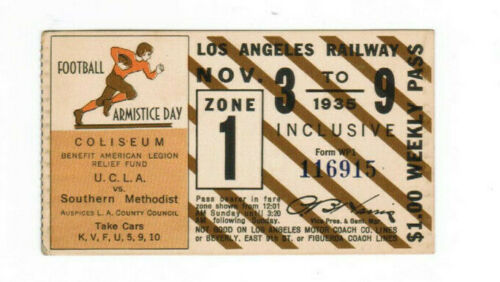 FOOTBALL
ARMISTICE DAY
COLISEUM
BENEFIT AMERICAN LEGION
RELIEF FUND
U.C.L.A.
VS.
Southern Methodist
AUSPICES L. A. COUNTY COUNCIL
Take Cars
K, V, F, U, 5, 9, 10
LOS ANGELES RAILWAY
NOV. 3 TO 9
1935
INCLUSIVE
ZONE
1
Form WP1
116915
Pass bearer in fare
zone shown from 12:01
AM Sunday until 3:20
AM following Sunday
Vice-Pres. & Genl. Mgr.
NOT GOOD ON LOS ANGELES MOTOR COACH CO. LINES
or BEVERLY, EAST 9th ST. or FIGUEROA COACH LINES
$1.00 WEEKLY PASS